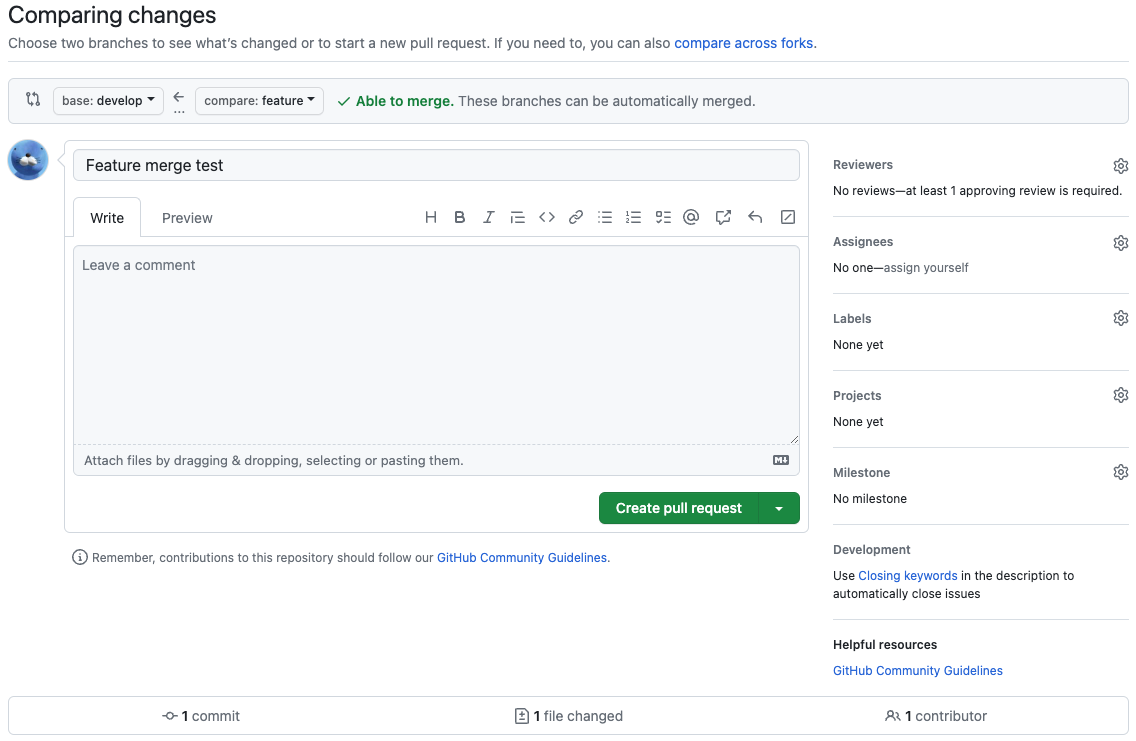 Comparing changes
Choose two branches to see what's changed or to start a new pull request. If you need to, you can also compare across forks.
base: develop ... compare: feature Able to merge. These branches can be automatically merged.
Feature merge test
Write Preview
Leave a comment
Attach files by dragging & dropping, selecting or pasting them.
Create pull request
Remember, contributions to this repository should follow our GitHub Community Guidelines.
Reviewers
No reviews—at least 1 approving review is required.
Assignees
No one—assign yourself
Labels
None yet
Projects
None yet
Milestone
No milestone
Development
Use Closing keywords in the description to
automatically close issues
Helpful resources
GitHub Community Guidelines
1 commit 1 file changed 1 contributor